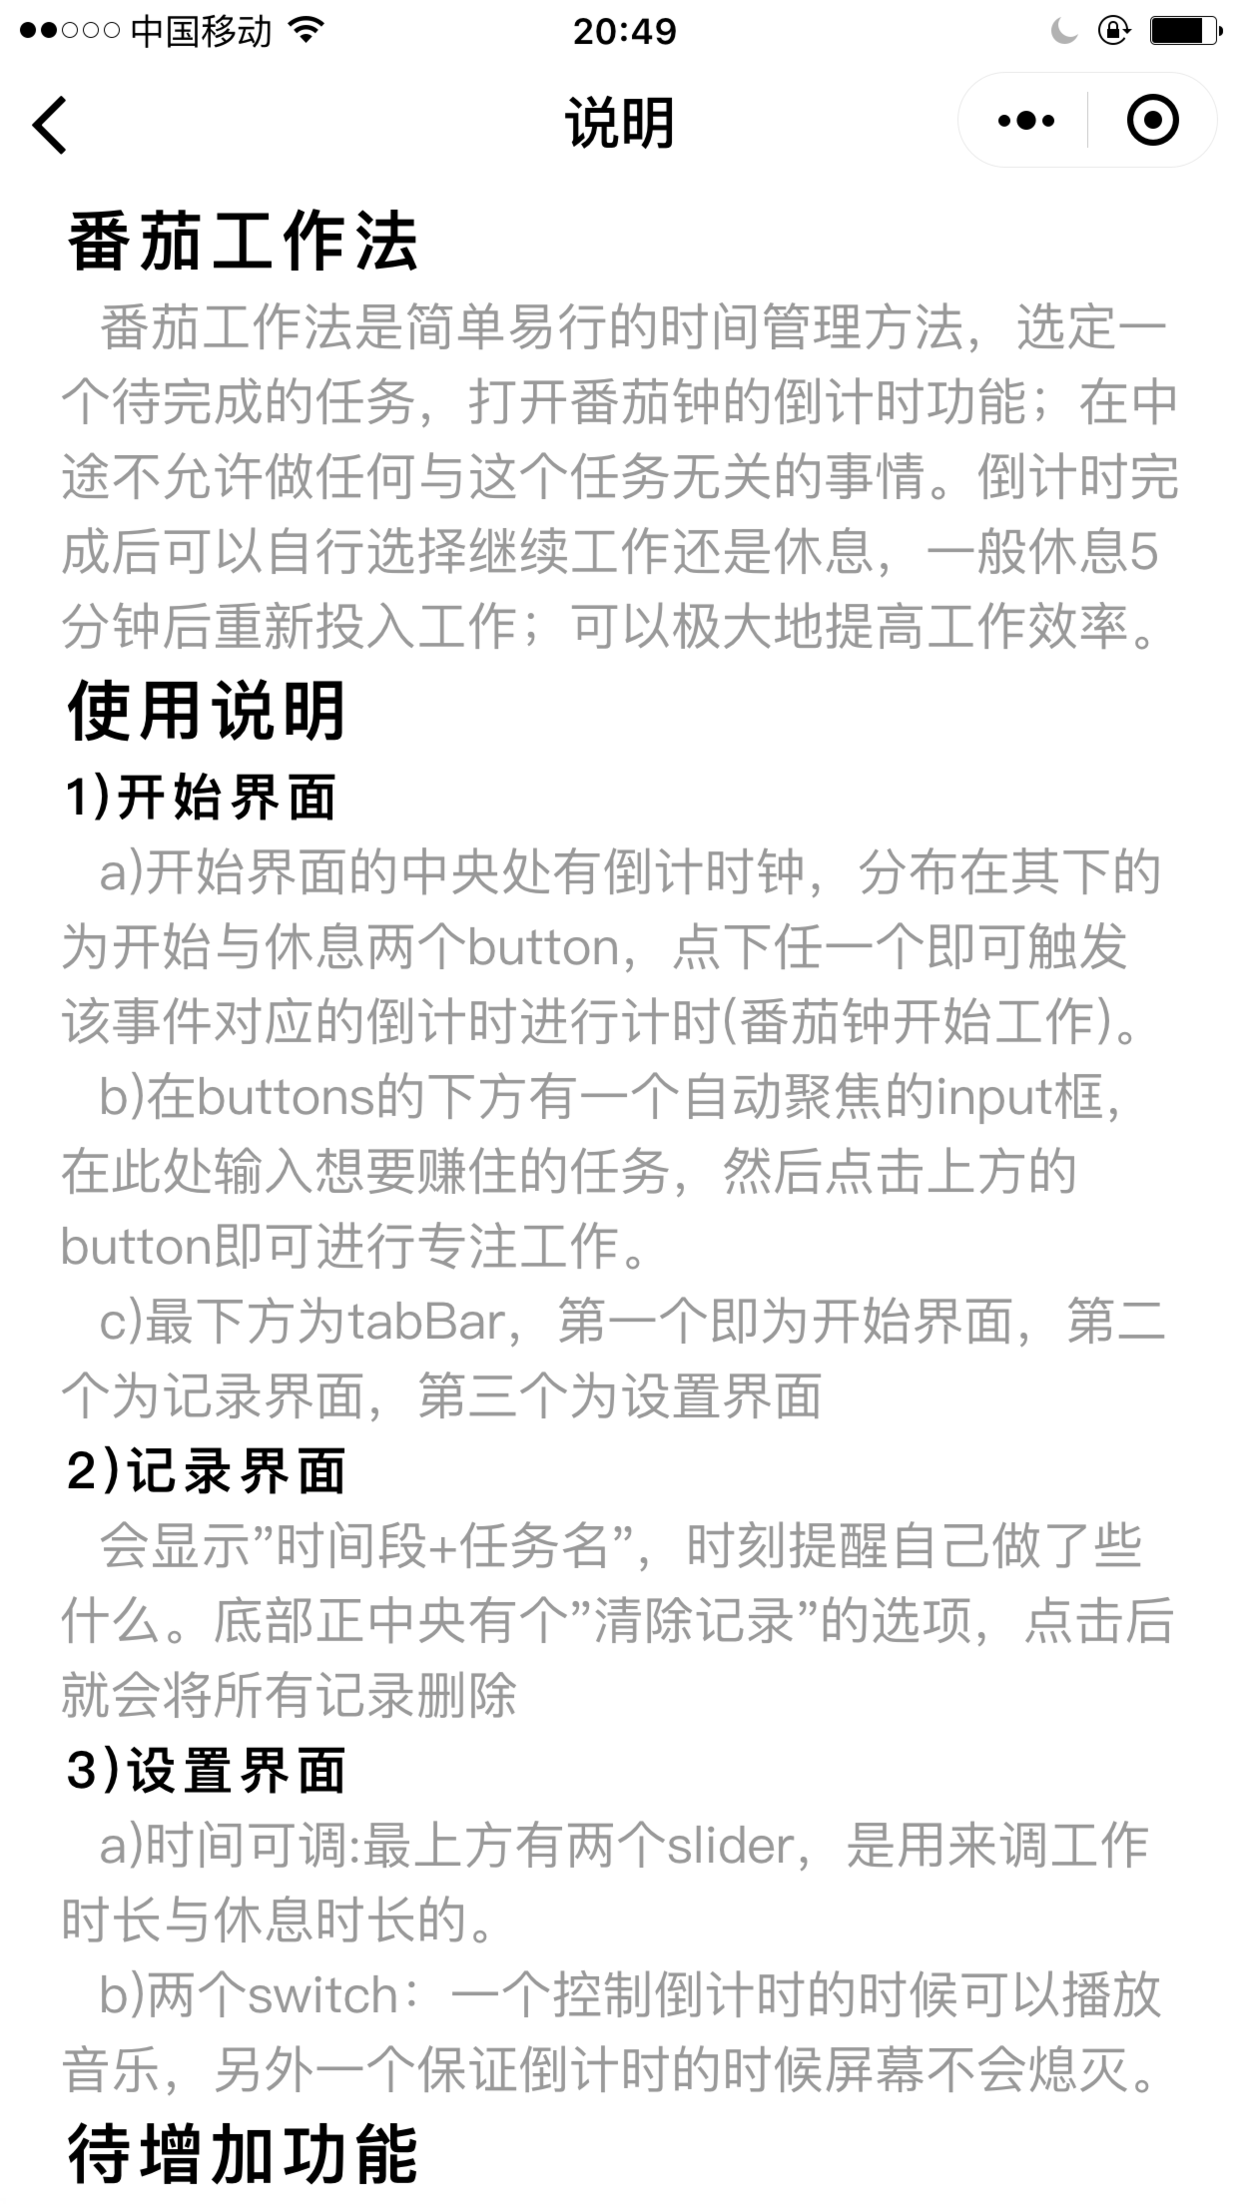 中国移动
20:49
说明
番茄工作法
番茄工作法是简单易行的时间管理方法，选定一
个待完成的任务，打开番茄钟的倒计时功能；在中
途不允许做任何与这个任务无关的事情。倒计时完
成后可以自行选择继续工作还是休息，一般休息5
分钟后重新投入工作；可以极大地提高工作效率。
使用说明
1)开始界面
a)开始界面的中央处有倒计时钟，分布在其下的
为开始与休息两个button，点下任一个即可触发
该事件对应的倒计时进行计时(番茄钟开始工作)。
b)在buttons的下方有一个自动聚焦的input框，
在此处输入想要赚住的任务，然后点击上方的
button即可进行专注工作。
c)最下方为tabBar，第一个即为开始界面，第二
个为记录界面，第三个为设置界面
2)记录界面
会显示”时间段+任务名”，时刻提醒自己做了些
什么。底部正中央有个”清除记录”的选项，点击后
就会将所有记录删除
3)设置界面
a)时间可调:最上方有两个slider，是用来调工作
时长与休息时长的。
b)两个switch：一个控制倒计时的时候可以播放
音乐，另外一个保证倒计时的时候屏幕不会熄灭。
待增加功能